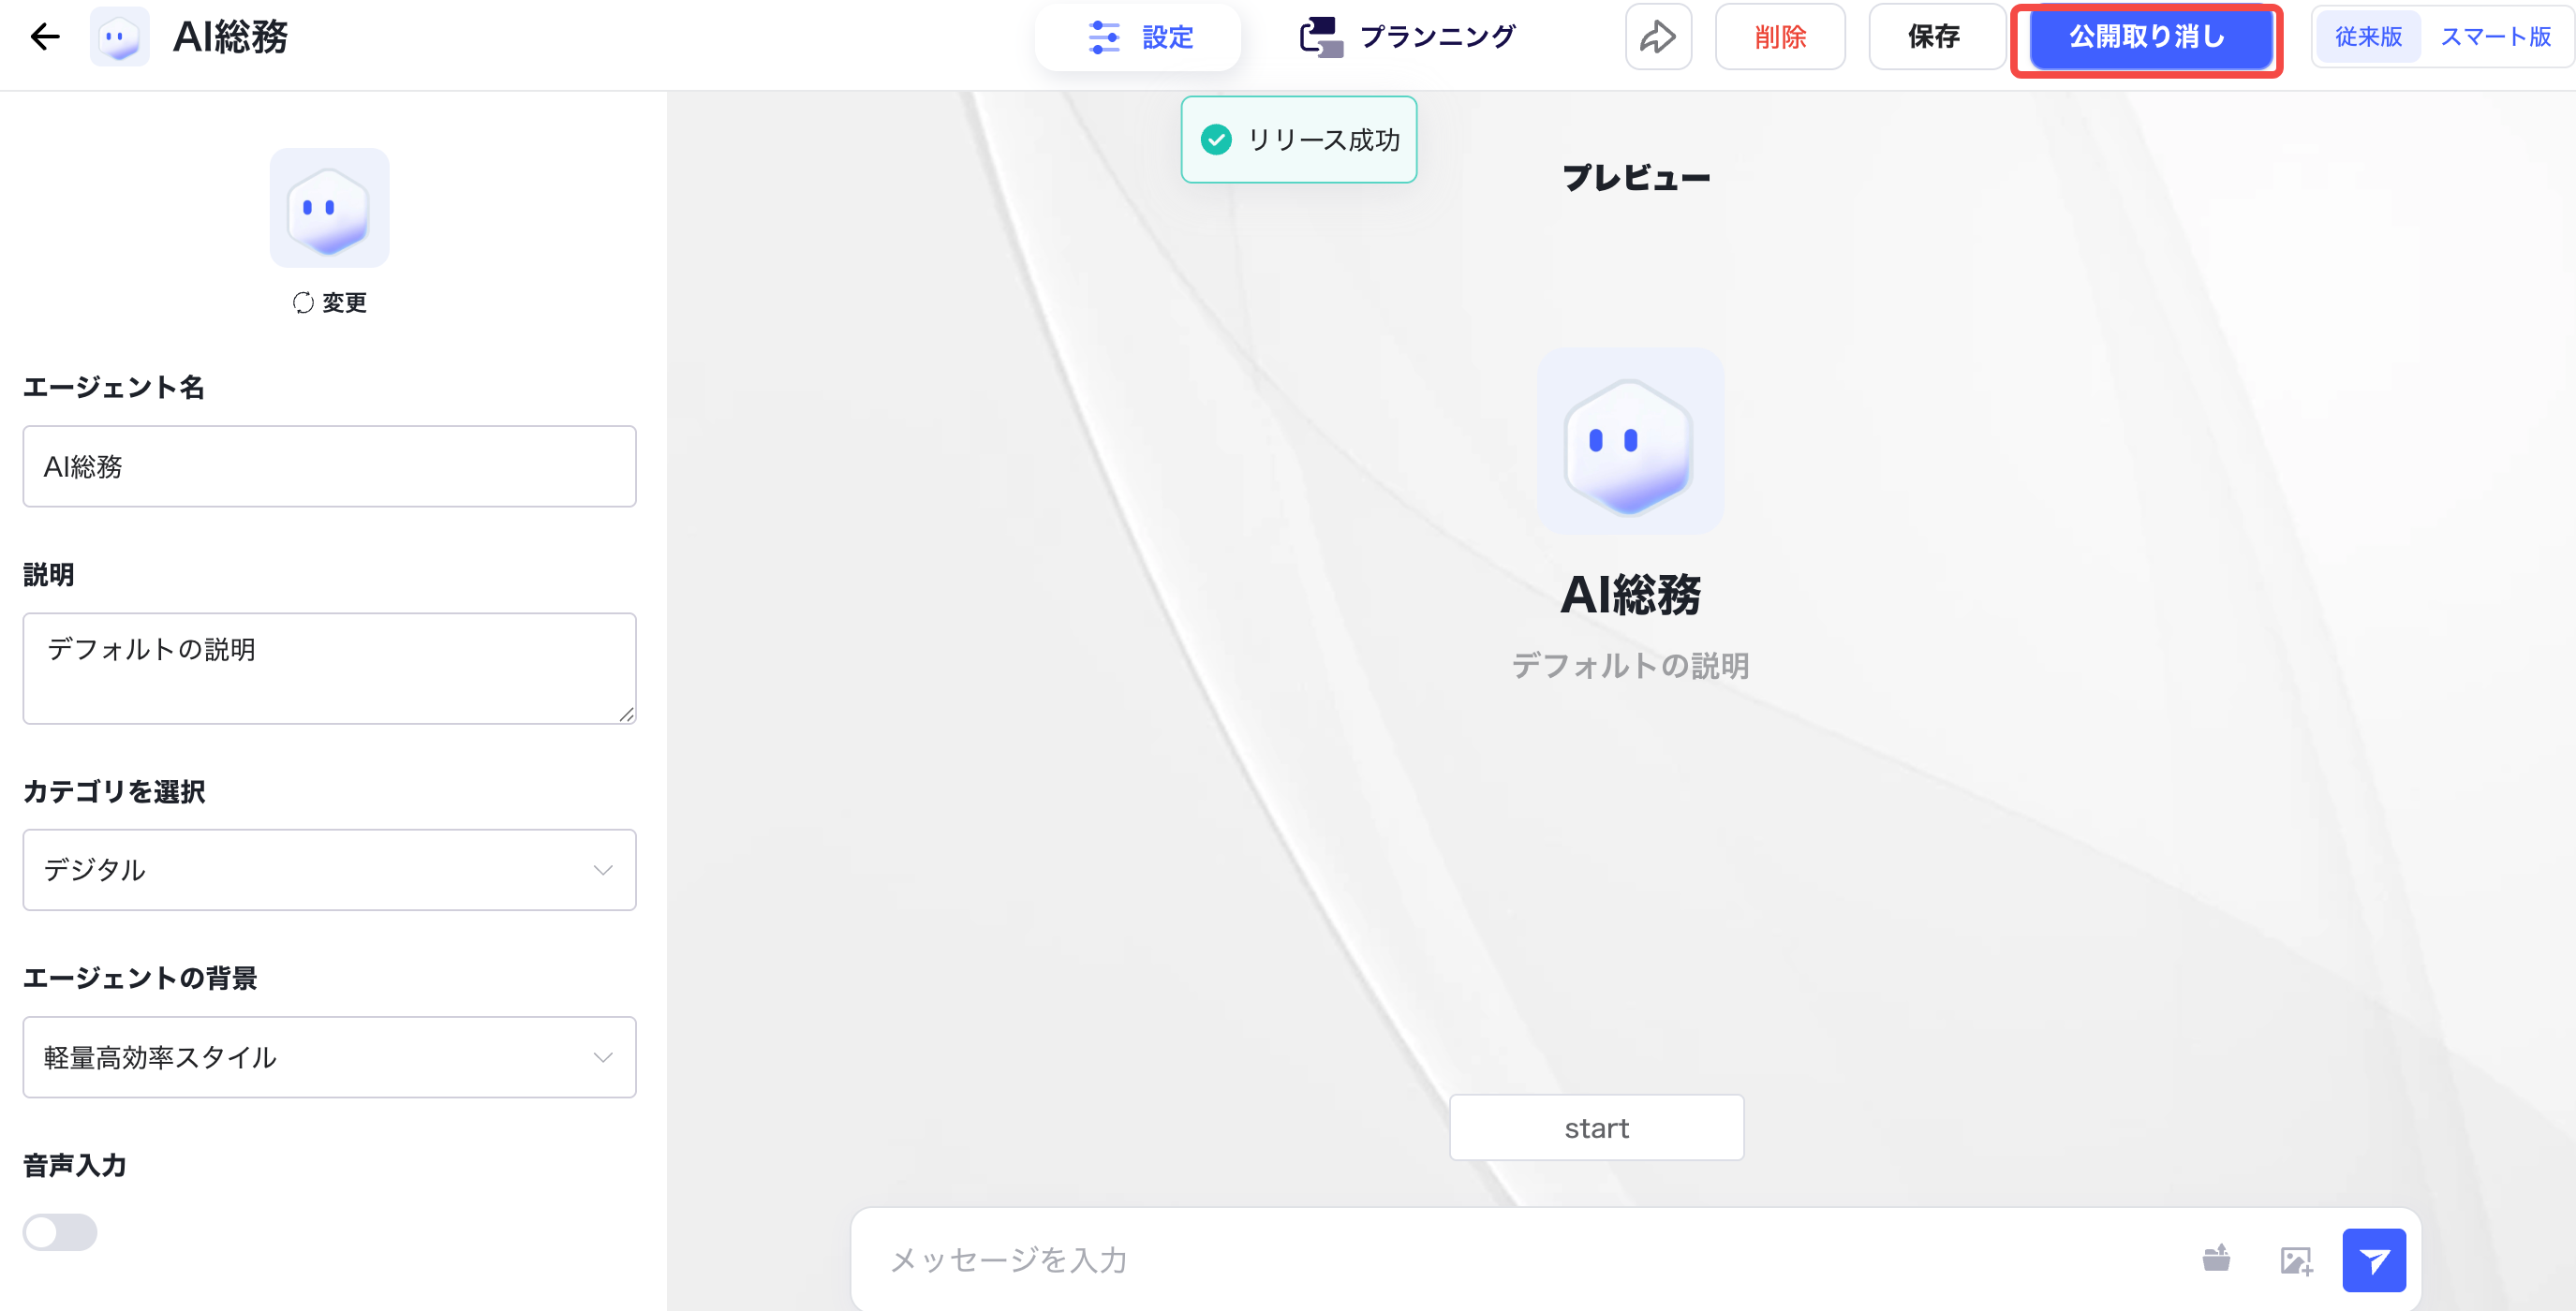 AI総務
設定
プランニング
削除
保存
公開取り消し
従来版
スマート版
リリース成功
変更
エージェント名
AI総務
説明
デフォルトの説明
カテゴリを選択
デジタル
エージェントの背景
軽量高効率スタイル
音声入力
プレビュー
AI総務
デフォルトの説明
start
メッセージを入力